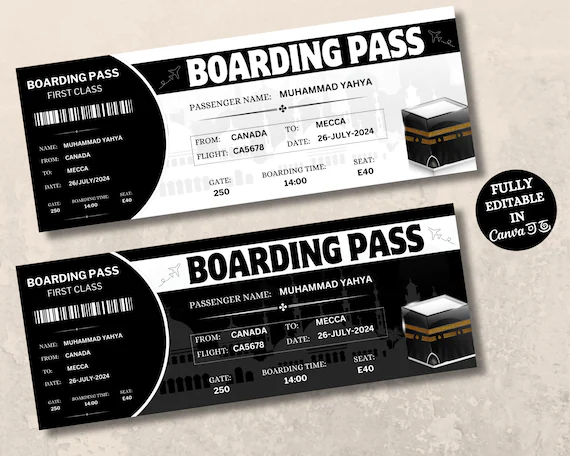 BOARDING PASS
FIRST CLASS
NAME: MUHAMMAD YAHYA
FROM: CANADA
TO: MECCA
DATE: 26/JULY/2024
GATE: BOARDING TIME: SEAT:
250 14:00 E40
BOARDING PASS
PASSENGER NAME: MUHAMMAD YAHYA
FROM: CANADA TO: MECCA
FLIGHT: CA5678 DATE: 26-JULY-2024
GATE: BOARDING TIME: SEAT:
250 14:00 E40
FULLY
EDITABLE
IN
Canva
BOARDING PASS
FIRST CLASS
NAME: MUHAMMAD YAHYA
FROM: CANADA
TO: MECCA
DATE: 26-JULY-2024
GATE: BOARDING TIME: SEAT:
250 14:00 E40
BOARDING PASS
PASSENGER NAME: MUHAMMAD YAHYA
FROM: CANADA TO: MECCA
FLIGHT: CA5678 DATE: 26-JULY-2024
GATE: BOARDING TIME: SEAT:
250 14:00 E40